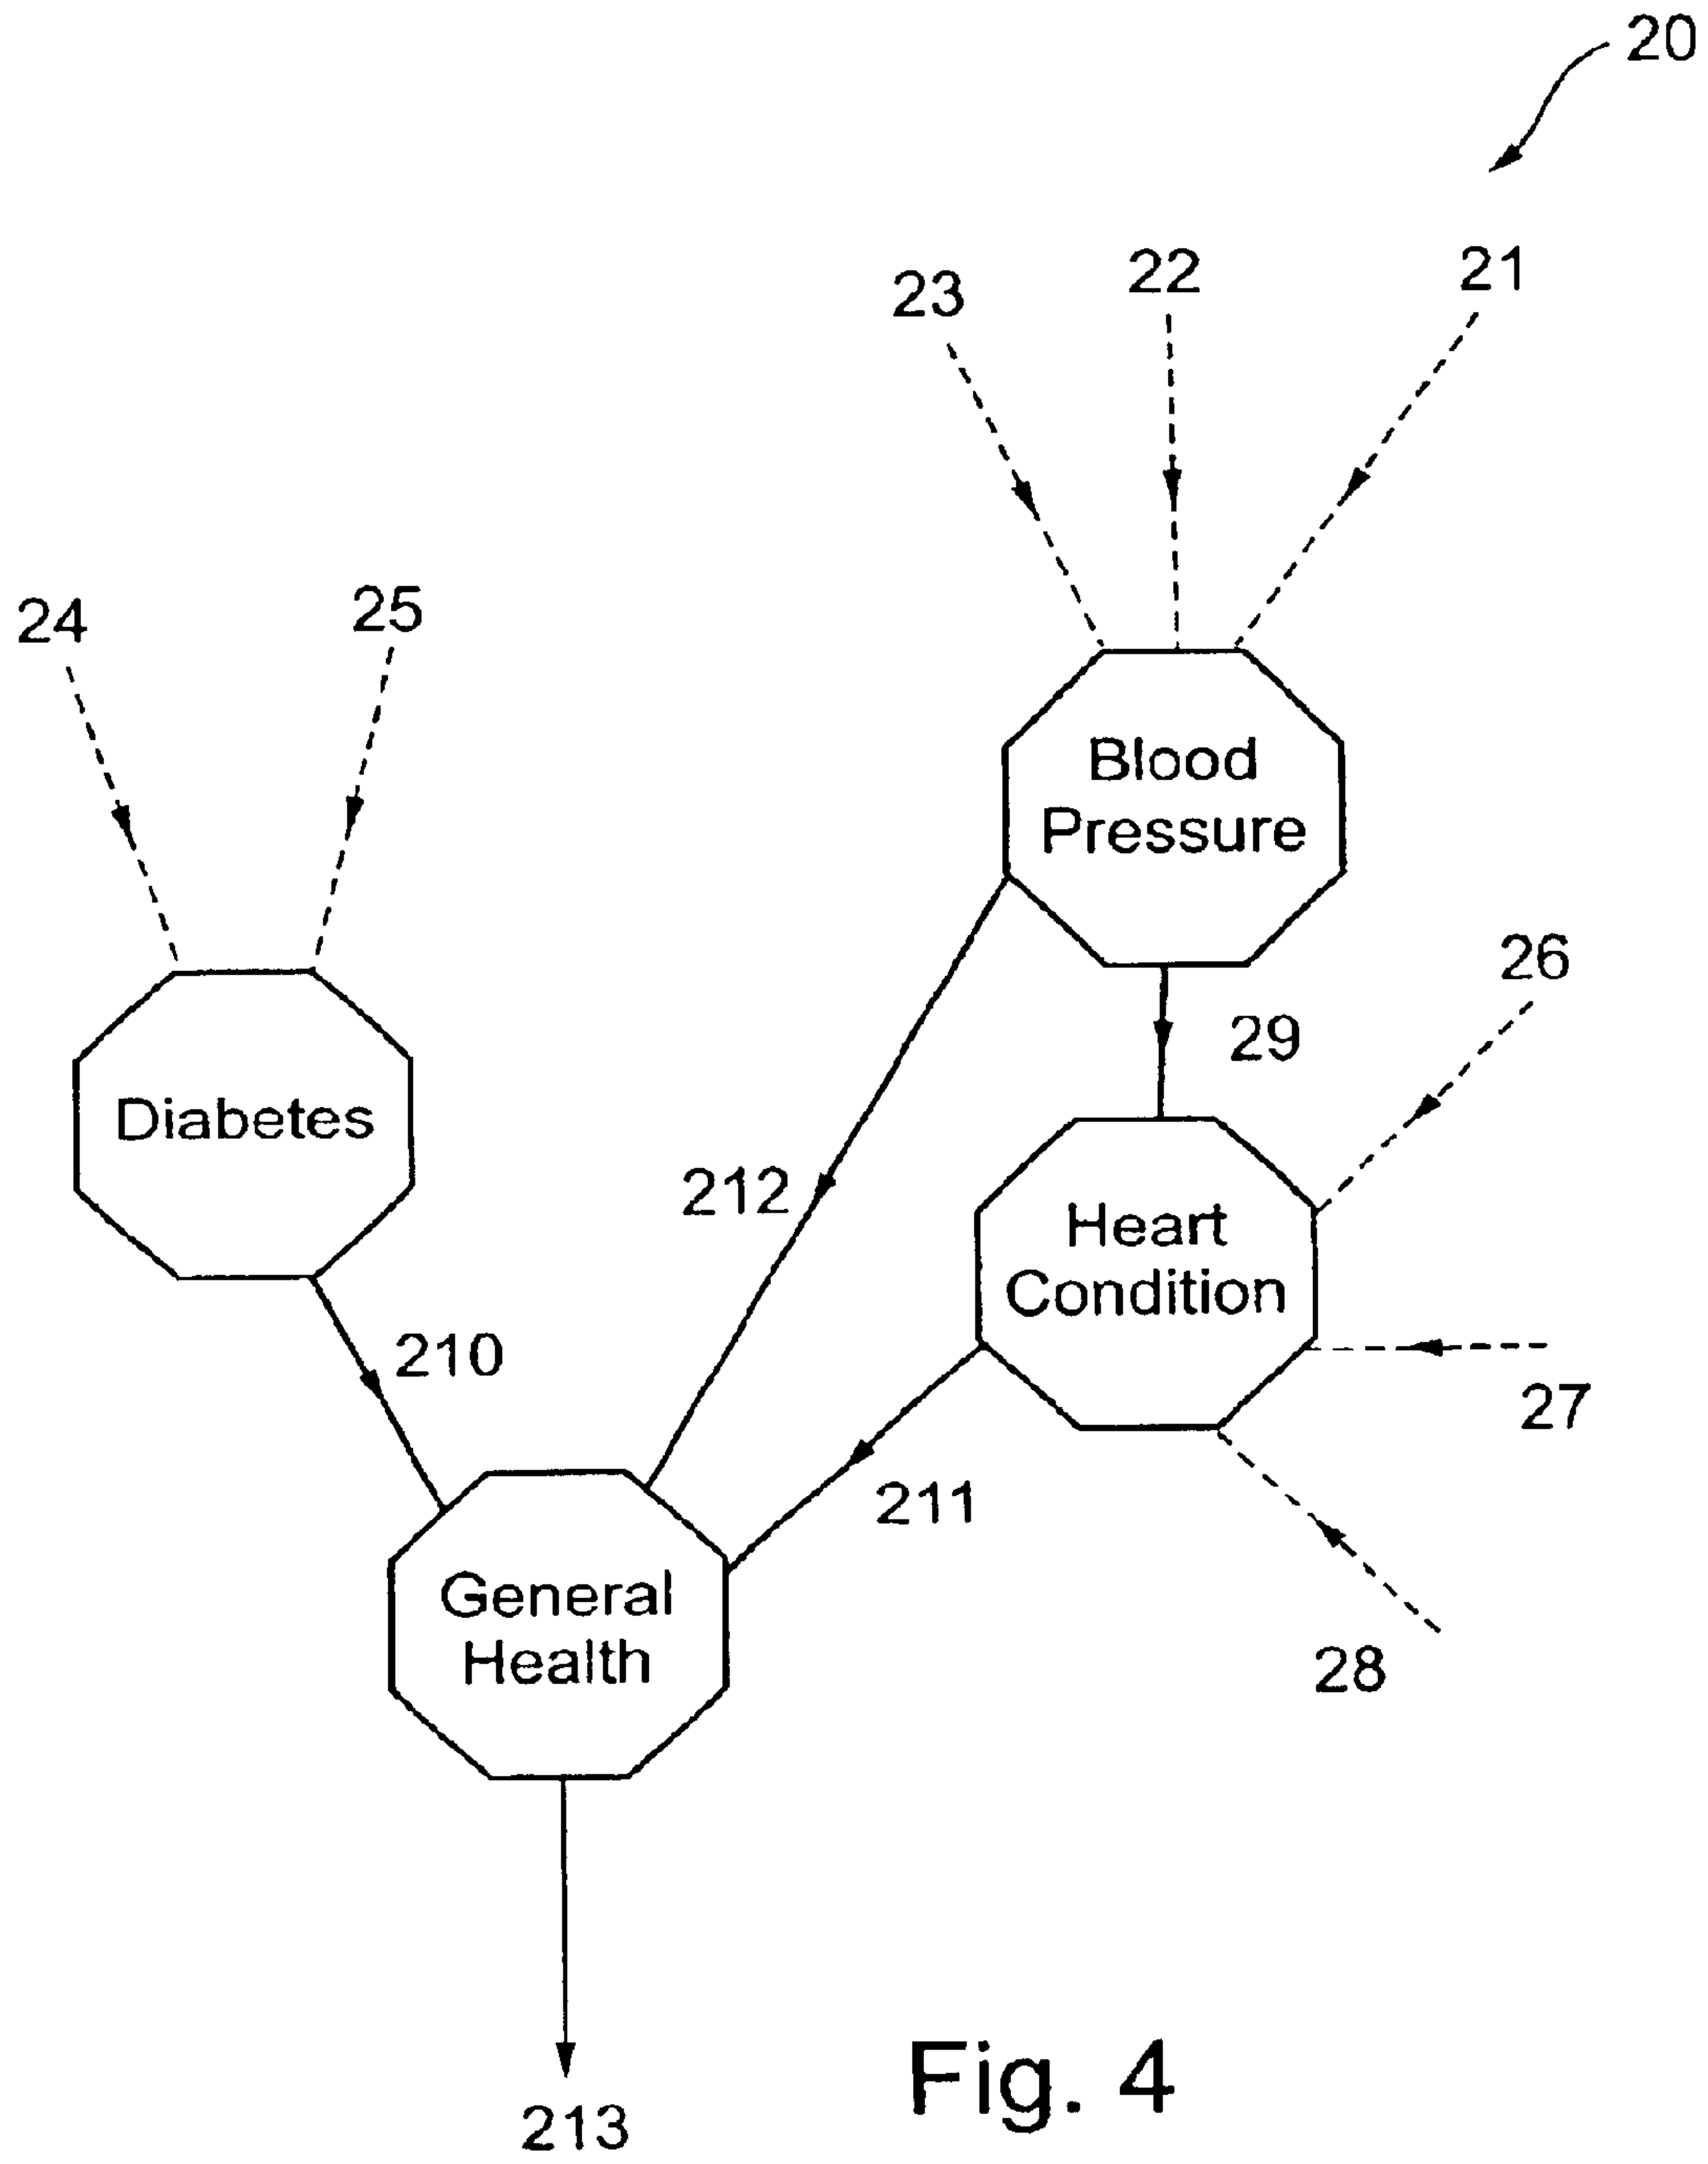 20
21
22
23
25
24
Blood
Pressure
26
29
Diabetes
212
Heart
Condition
210
27
211
General
Health
28
Fig. 4
213